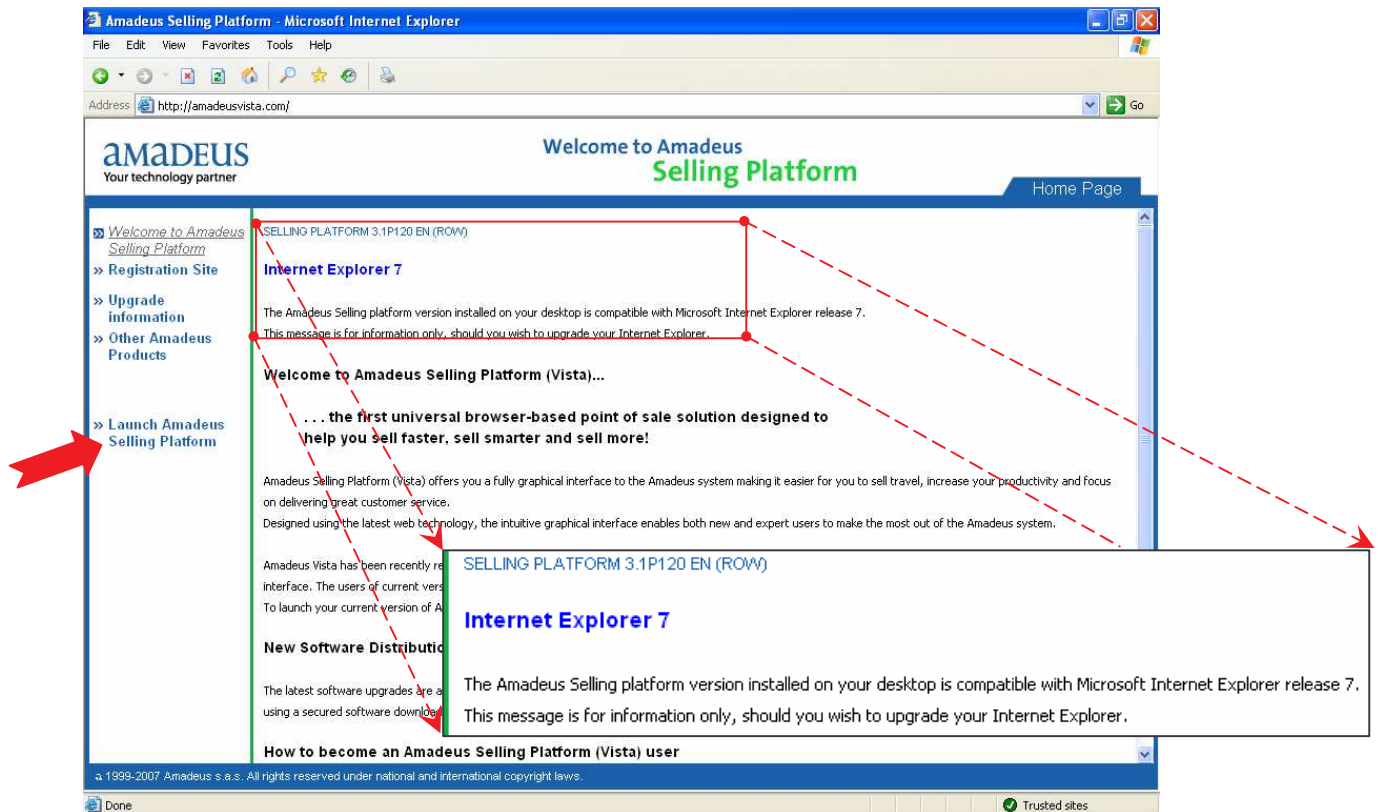 Amadeus Selling Platform - Microsoft Internet Explorer
File Edit View Favorites Tools Help
Address http://amadeusvista.com/ Go
amadeus
Your technology partner
Welcome to Amadeus
Selling Platform
Home Page
» Welcome to Amadeus
Selling Platform
» Registration Site
» Upgrade
information
» Other Amadeus
Products
» Launch Amadeus
Selling Platform
SELLING PLATFORM 3.1P120 EN (ROW)
Internet Explorer 7
The Amadeus Selling platform version installed on your desktop is compatible with Microsoft Internet Explorer release 7.
This message is for information only, should you wish to upgrade your Internet Explorer.
Welcome to Amadeus Selling Platform (Vista)...
. . . the first universal browser-based point of sale solution designed to
help you sell faster, sell smarter and sell more!
Amadeus Selling Platform (Vista) offers you a fully graphical interface to the Amadeus system making it easier for you to sell travel, increase your productivity and focus
on delivering great customer service.
Designed using the latest web technology, the intuitive graphical interface enables both new and expert users to make the most out of the Amadeus system.
Amadeus Vista has been recently re
interface. The users of current vers
To launch your current version of A
New Software Distributio
The latest software upgrades are a
using a secured software download
How to become an Amadeus Selling Platform (Vista) user
SELLING PLATFORM 3.1P120 EN (ROW)
Internet Explorer 7
The Amadeus Selling platform version installed on your desktop is compatible with Microsoft Internet Explorer release 7.
This message is for information only, should you wish to upgrade your Internet Explorer.
a 1999-2007 Amadeus s.a.s. All rights reserved under national and international copyright laws.
Done Trusted sites